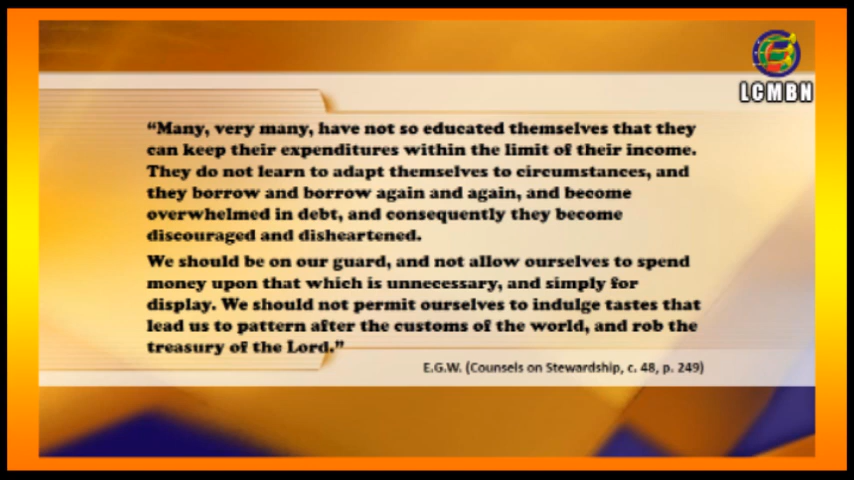 LCMBN
“Many, very many, have not so educated themselves that they
can keep their expenditures within the limit of their income.
They do not learn to adapt themselves to circumstances, and
they borrow and borrow again and again, and become
overwhelmed in debt, and consequently they become
discouraged and disheartened.
We should be on our guard, and not allow ourselves to spend
money upon that which is unnecessary, and simply for
display. We should not permit ourselves to indulge tastes that
lead us to pattern after the customs of the world, and rob the
treasury of the Lord.”
E.G.W. (Counsels on Stewardship, c. 48, p. 249)